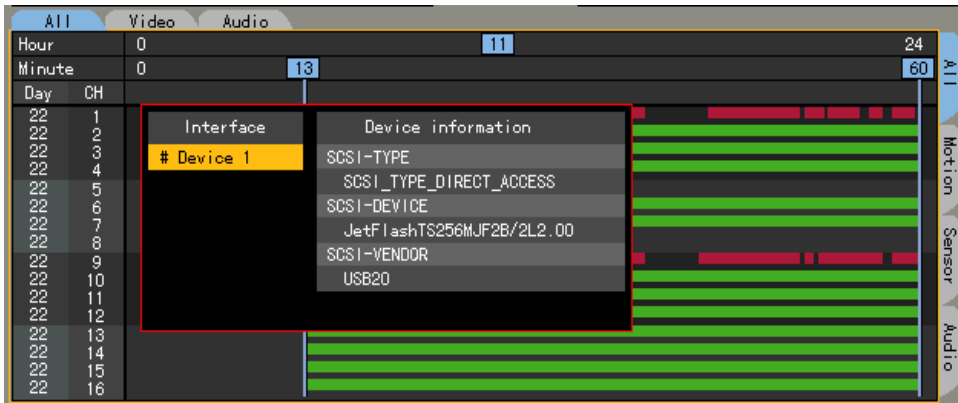 All Video Audio
Hour 0 11 24
Minute 0 13 60
Day CH
22 1
22 2
22 3
22 4
22 5
22 6
22 7
22 8
22 9
22 10
22 11
22 12
22 13
22 14
22 15
22 16
Interface
# Device 1
Device information
SCSI-TYPE
SCSI_TYPE_DIRECT_ACCESS
SCSI-DEVICE
JetFlashTS256MJF2B/2L2.00
SCSI-VENDOR
USB20
All
Motion
Sensor
Audio